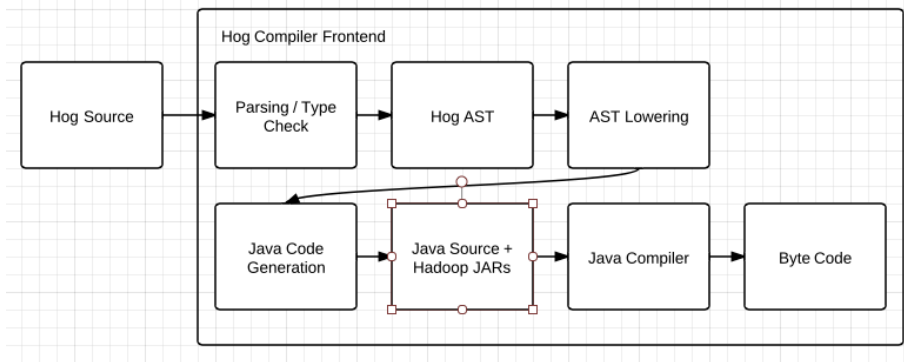 Hog Compiler Frontend
Hog Source
Parsing / Type
Check
Hog AST
AST Lowering
Java Code
Generation
Java Source +
Hadoop JARs
Java Compiler
Byte Code